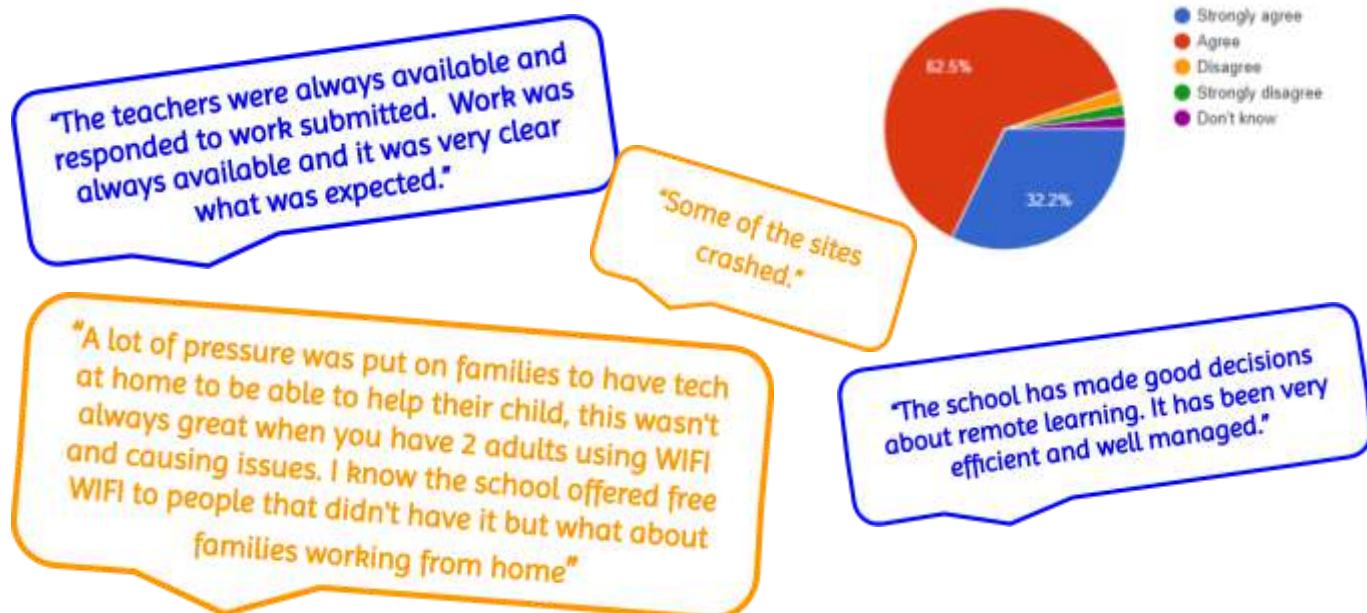 "The teachers were always available and
responded to work submitted. Work was
always available and it was very clear
what was expected."
62.5%
32.2%
Strongly agree
Agree
Disagree
Strongly disagree
Don't know
"Some of the sites
crashed."
"A lot of pressure was put on families to have tech
at home to be able to help their child, this wasn't
always great when you have 2 adults using WIFI
and causing issues. I know the school offered free
WIFI to people that didn't have it but what about
families working from home"
"The school has made good decisions
about remote learning. It has been very
efficient and well managed."